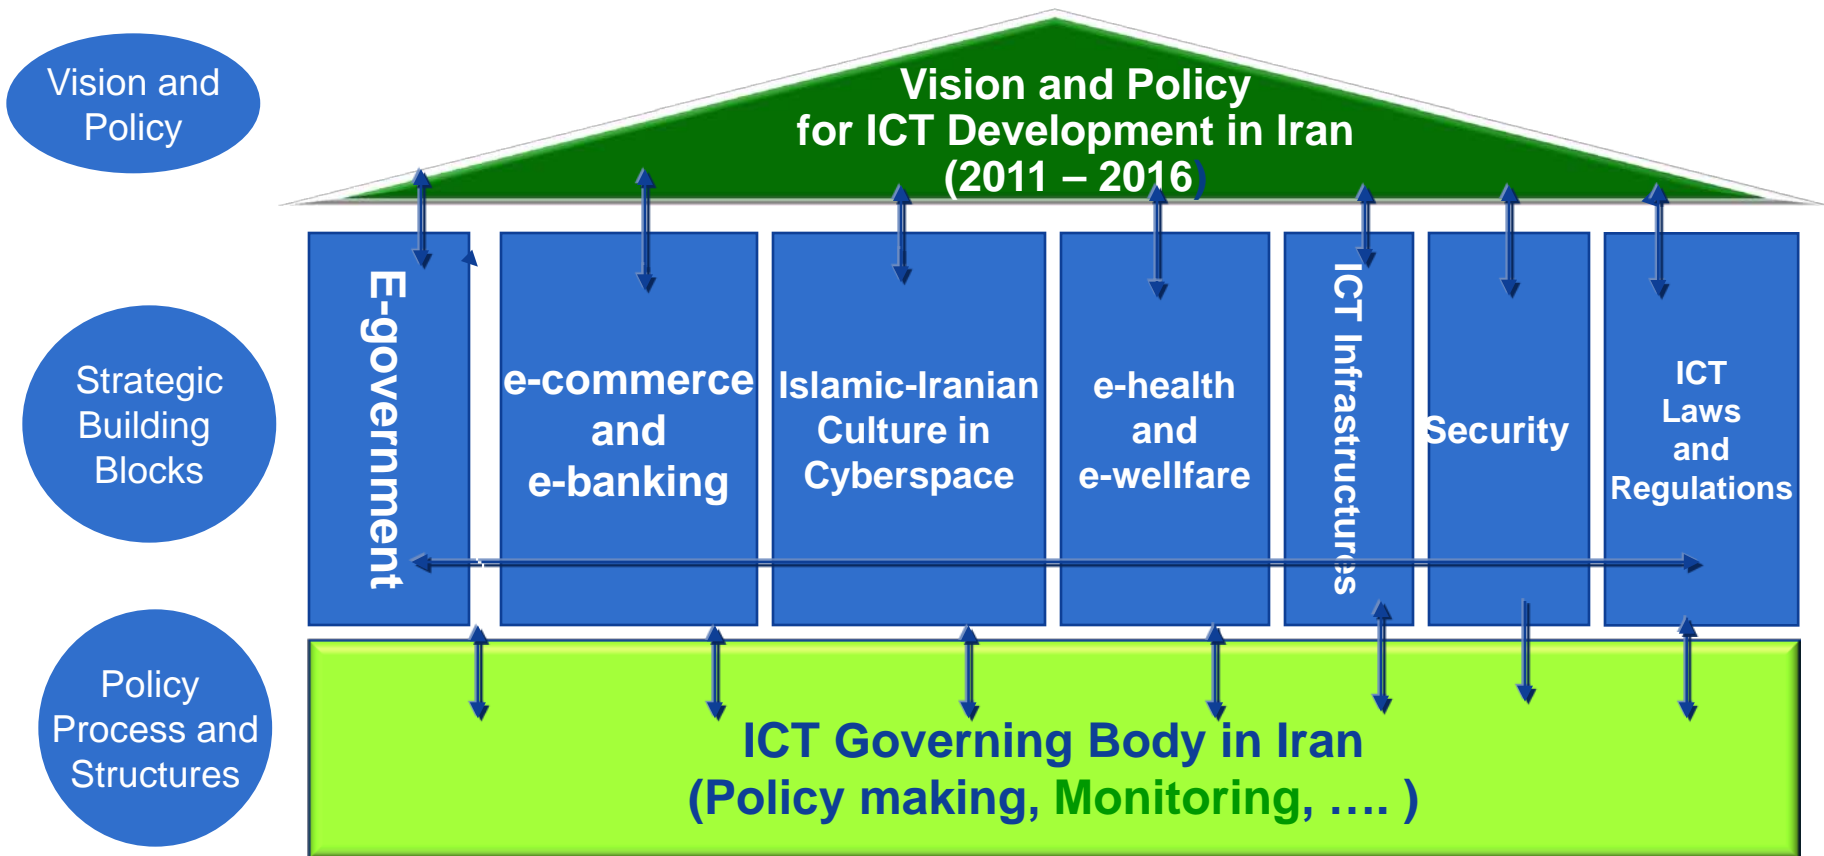 Vision and
Policy
Vision and Policy
for ICT Development in Iran
(2011 – 2016)
Strategic
Building
Blocks
E-government
e-commerce
and
e-banking
Islamic-Iranian
Culture in
Cyberspace
e-health
and
e-wellfare
ICT Infrastructures
Security
ICT
Laws
and
Regulations
Policy
Process and
Structures
ICT Governing Body in Iran
(Policy making, Monitoring, .... )